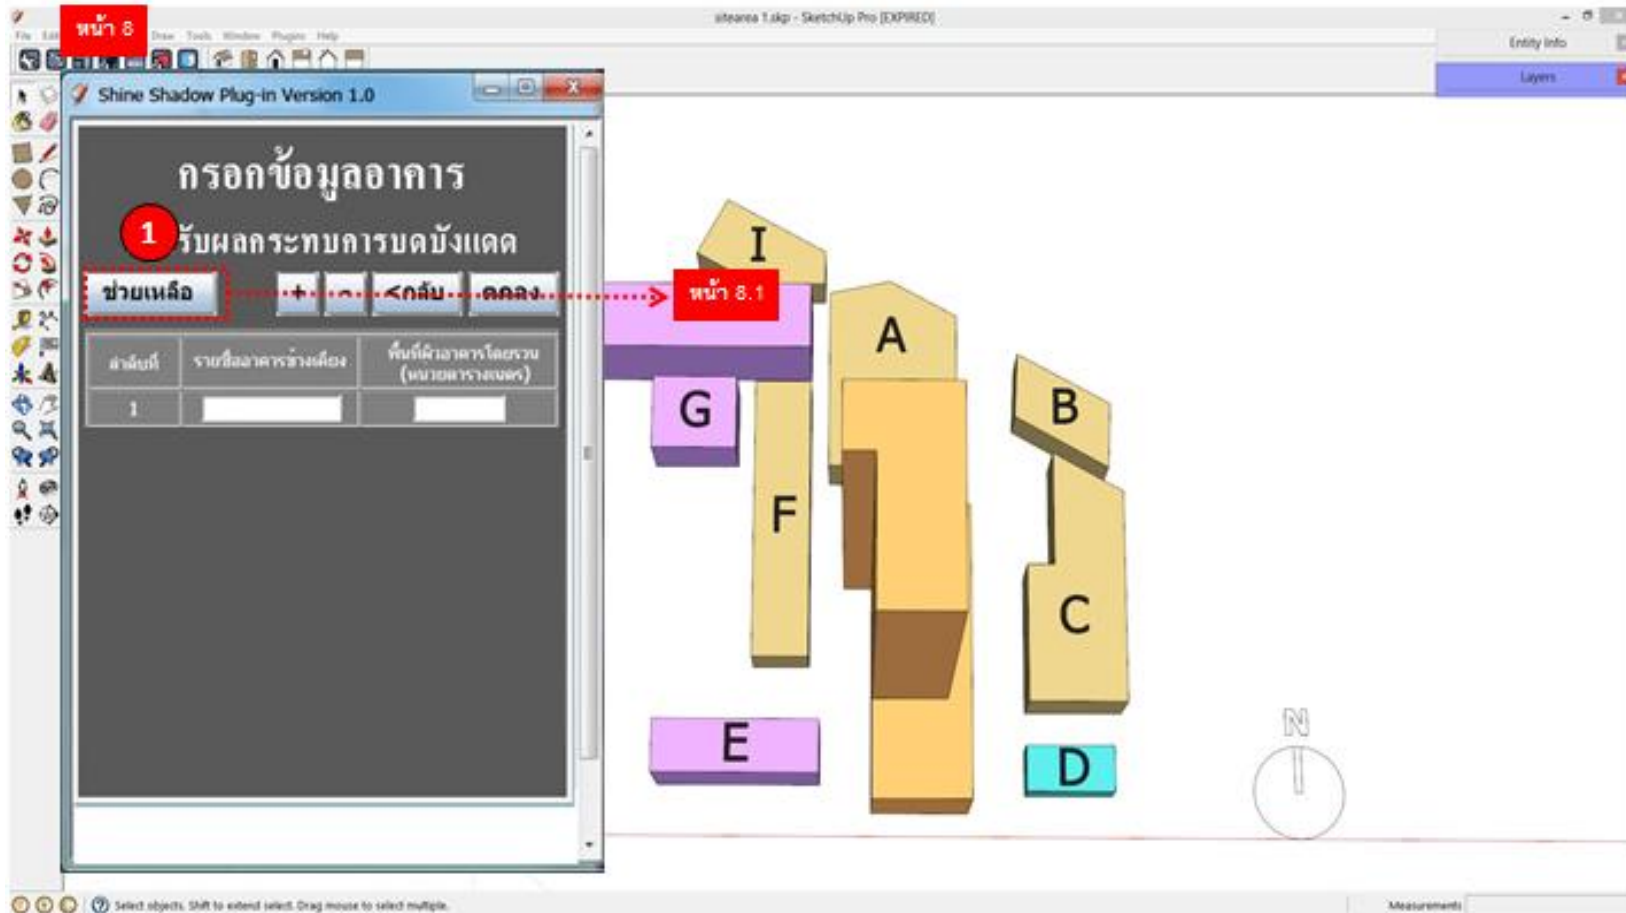 sitearea 1.skp - SketchUp Pro [EXPIRED]
หน้า 8
File Edit Draw Tools Window Plugins Help
Entity Info
Layers
Shine Shadow Plug-in Version 1.0
กรอกข้อมูลอาคาร
1 รับผลกระทบการบดบังแดด
ช่วยเหลือ + - <กลับ ตกลง
หน้า 8.1
ลำดับที่ รายชื่ออาคารข้างเคียง พื้นที่ผิวอาคารโดยรวม
(หน่วยตารางเมตร)
1
I
A
B
G
F
C
E
D
N
Select objects. Shift to extend select. Drag mouse to select multiple.
Measurements